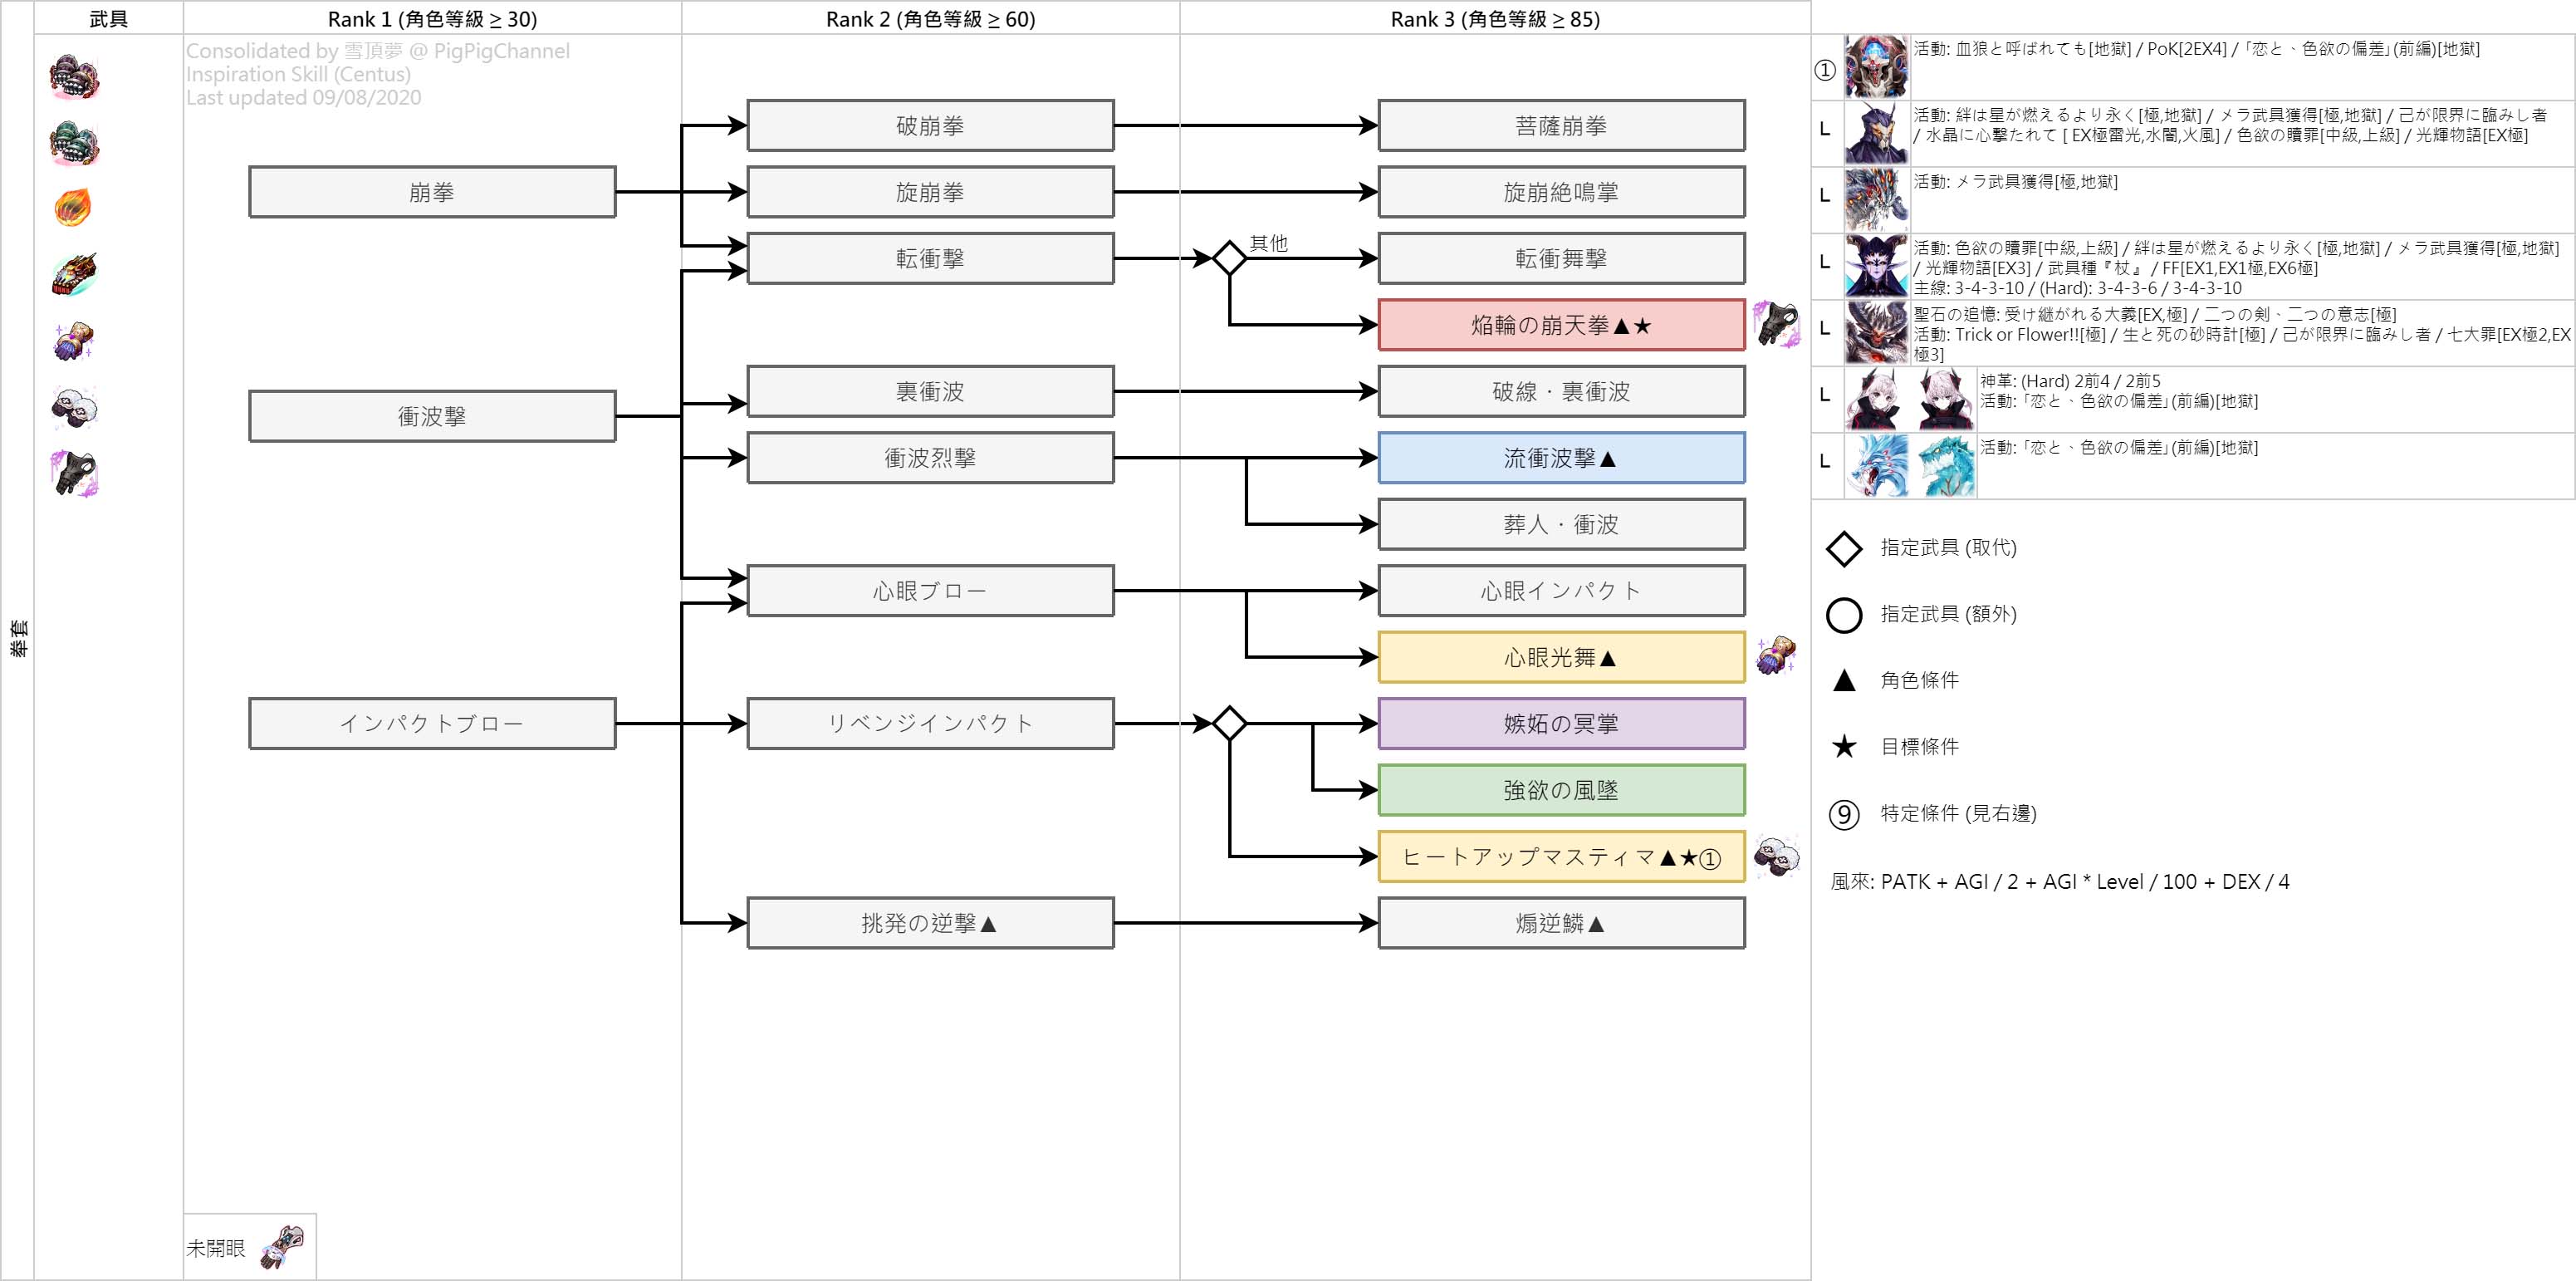 武具
Rank 1 (角色等級 ≥ 30)
Rank 2 (角色等級 ≥ 60)
Rank 3 (角色等級 ≥ 85)
拳套
Consolidated by 雪頂夢 @ PigPigChannel
Inspiration Skill (Centus)
Last updated 09/08/2020
崩拳
衝波撃
インパクトブロー
破崩拳
旋崩拳
転衝撃
裏衝波
衝波烈撃
心眼ブロー
リベンジインパクト
挑発の逆撃▲
其他
菩薩崩拳
旋崩絶鳴掌
転衝舞撃
焔輪の崩天拳▲★
破線・裏衝波
流衝波撃▲
葬人・衝波
心眼インパクト
心眼光舞▲
嫉妬の冥掌
強欲の風墜
ヒートアップマスティマ▲★①
煽逆鱗▲
未開眼
①
活動: 血狼と呼ばれても[地獄] / PoK[2EX4] /「恋と、色欲の偏差」(前編)[地獄]
L
活動: 絆は星が燃えるより永く[極,地獄] / メラ武具獲得[極,地獄] / 己が限界に臨みし者
/ 水晶に心撃たれて [ EX極雷光,水闇,火風] / 色欲の贖罪[中級,上級] / 光輝物語[EX極]
L
活動: メラ武具獲得[極,地獄]
L
活動: 色欲の贖罪[中級,上級] / 絆は星が燃えるより永く[極,地獄] / メラ武具獲得[極,地獄]
/ 光輝物語[EX3] / 武具種『杖』 / FF[EX1,EX1極,EX6極]
主線: 3-4-3-10 / (Hard): 3-4-3-6 / 3-4-3-10
L
聖石の追憶: 受け継がれる大義[EX,極] / 二つの剣、二つの意志[極]
活動: Trick or Flower!![極] / 生と死の砂時計[極] / 己が限界に臨みし者 / 七大罪[EX極2,EX
極3]
L
神革: (Hard) 2前4 / 2前5
活動:「恋と、色欲の偏差」(前編)[地獄]
L
活動:「恋と、色欲の偏差」(前編)[地獄]
指定武具 (取代)
指定武具 (額外)
▲ 角色條件
★ 目標條件
⑨ 特定條件 (見右邊)
風來: PATK + AGI / 2 + AGI * Level / 100 + DEX / 4